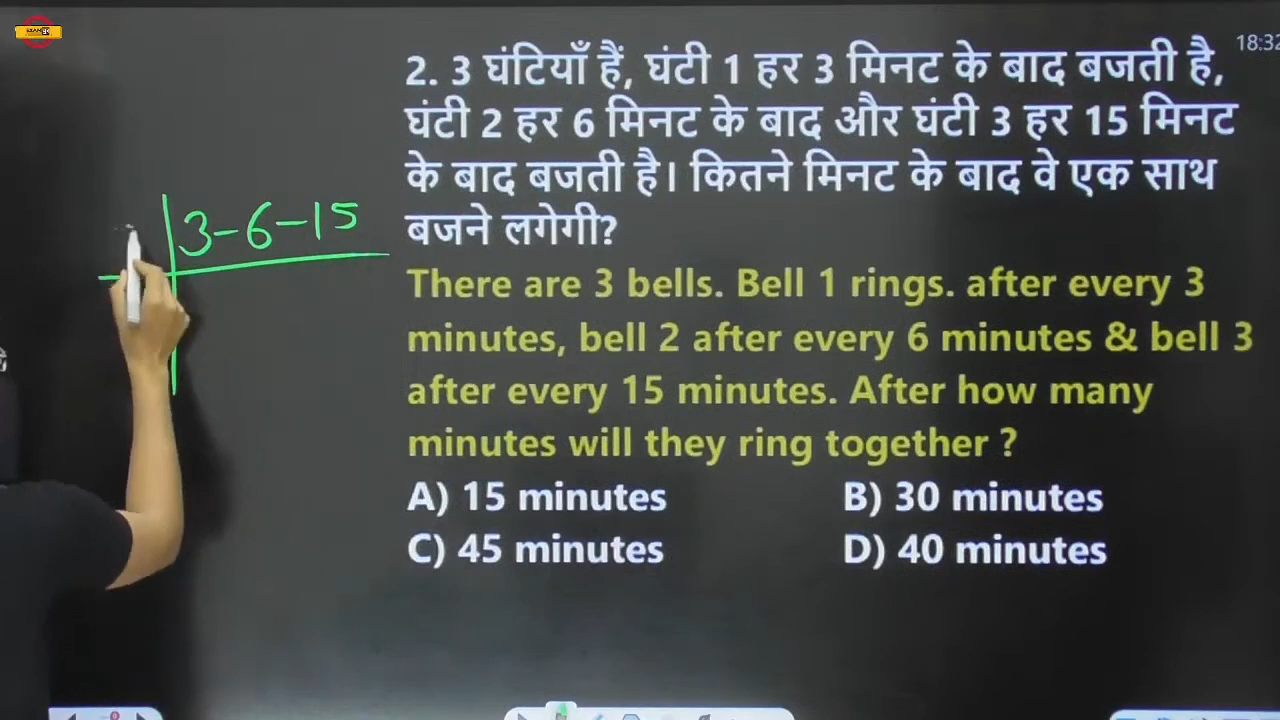 18:32
2. 3 घंटियाँ हैं, घंटी 1 हर 3 मिनट के बाद बजती है,
घंटी 2 हर 6 मिनट के बाद और घंटी 3 हर 15 मिनट
के बाद बजती है। कितने मिनट के बाद वे एक साथ
बजने लगेगी?
3-6-15
There are 3 bells. Bell 1 rings. after every 3
minutes, bell 2 after every 6 minutes & bell 3
after every 15 minutes. After how many
minutes will they ring together ?
A) 15 minutes B) 30 minutes
C) 45 minutes D) 40 minutes